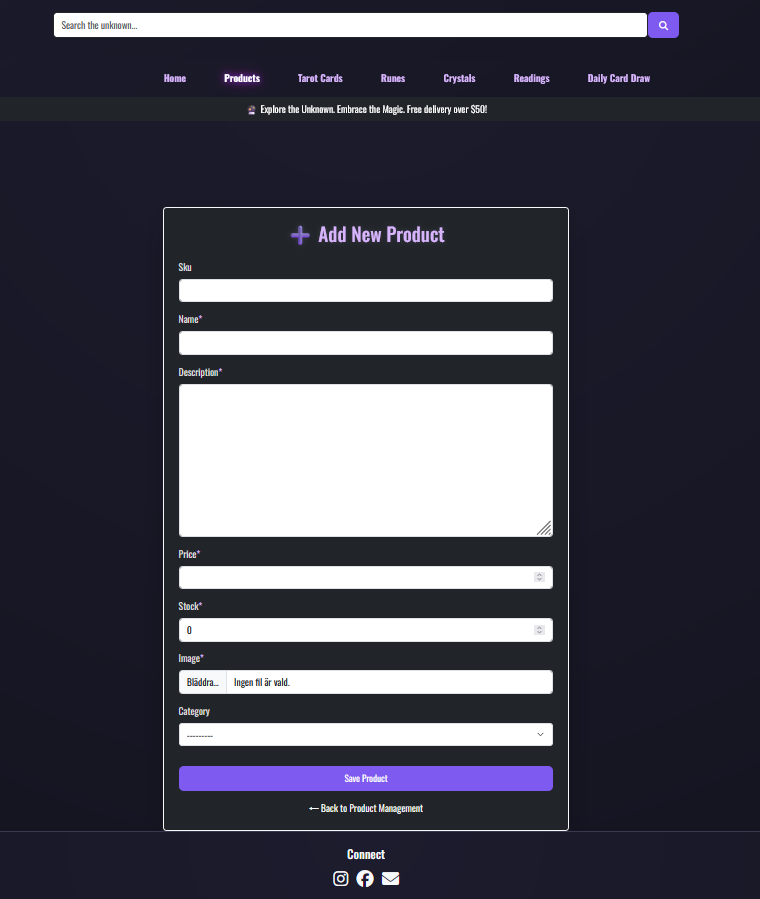 Search the unknown...
Home Products Tarot Cards Runes Crystals Readings Daily Card Draw
🔮 Explore the Unknown. Embrace the Magic. Free delivery over $50!
➕ Add New Product
Sku
Name*
Description*
Price*
Stock*
0
Image*
Bläddra... Ingen fil är vald.
Category
---------
Save Product
← Back to Product Management
Connect